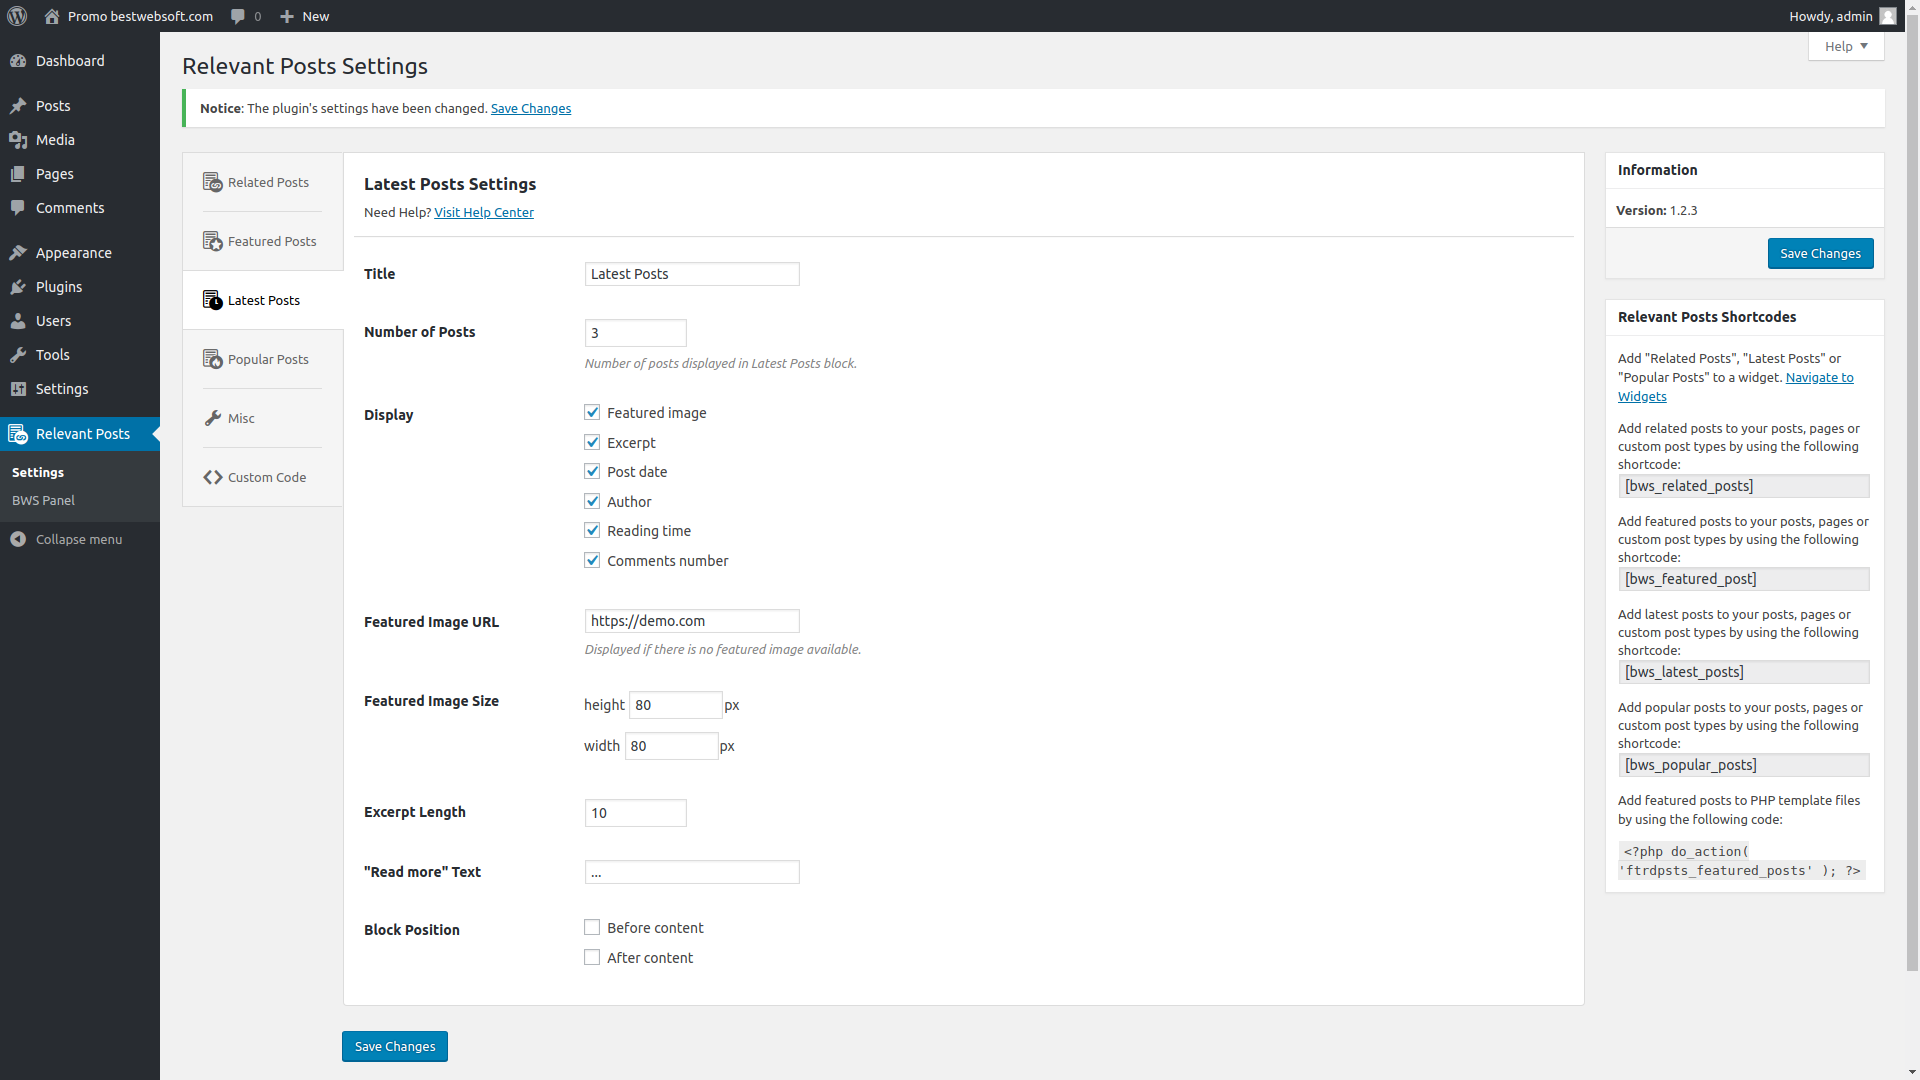 Promo bestwebsoft.com
0
New
Howdy, admin
Dashboard
Posts
Media
Pages
Comments
Appearance
Plugins
Users
Tools
Settings
Relevant Posts
Settings
BWS Panel
Collapse menu
Help
Relevant Posts Settings
Notice: The plugin's settings have been changed. Save Changes
Related Posts
Featured Posts
Latest Posts
Popular Posts
Misc
Custom Code
Latest Posts Settings
Need Help? Visit Help Center
Title
Latest Posts
Number of Posts
3
Number of posts displayed in Latest Posts block.
Display
Featured image
Excerpt
Post date
Author
Reading time
Comments number
Featured Image URL
https://demo.com
Displayed if there is no featured image available.
Featured Image Size
height 80 px
width 80 px
Excerpt Length
10
"Read more" Text
...
Block Position
Before content
After content
Save Changes
Information
Version: 1.2.3
Save Changes
Relevant Posts Shortcodes
Add "Related Posts", "Latest Posts" or
"Popular Posts" to a widget. Navigate to
Widgets
Add related posts to your posts, pages or
custom post types by using the following
shortcode:
[bws_related_posts]
Add featured posts to your posts, pages or
custom post types by using the following
shortcode:
[bws_featured_post]
Add latest posts to your posts, pages or
custom post types by using the following
shortcode:
[bws_latest_posts]
Add popular posts to your posts, pages or
custom post types by using the following
shortcode:
[bws_popular_posts]
Add featured posts to PHP template files
by using the following code:
<?php do_action(
'ftrdpsts_featured_posts' ); ?>